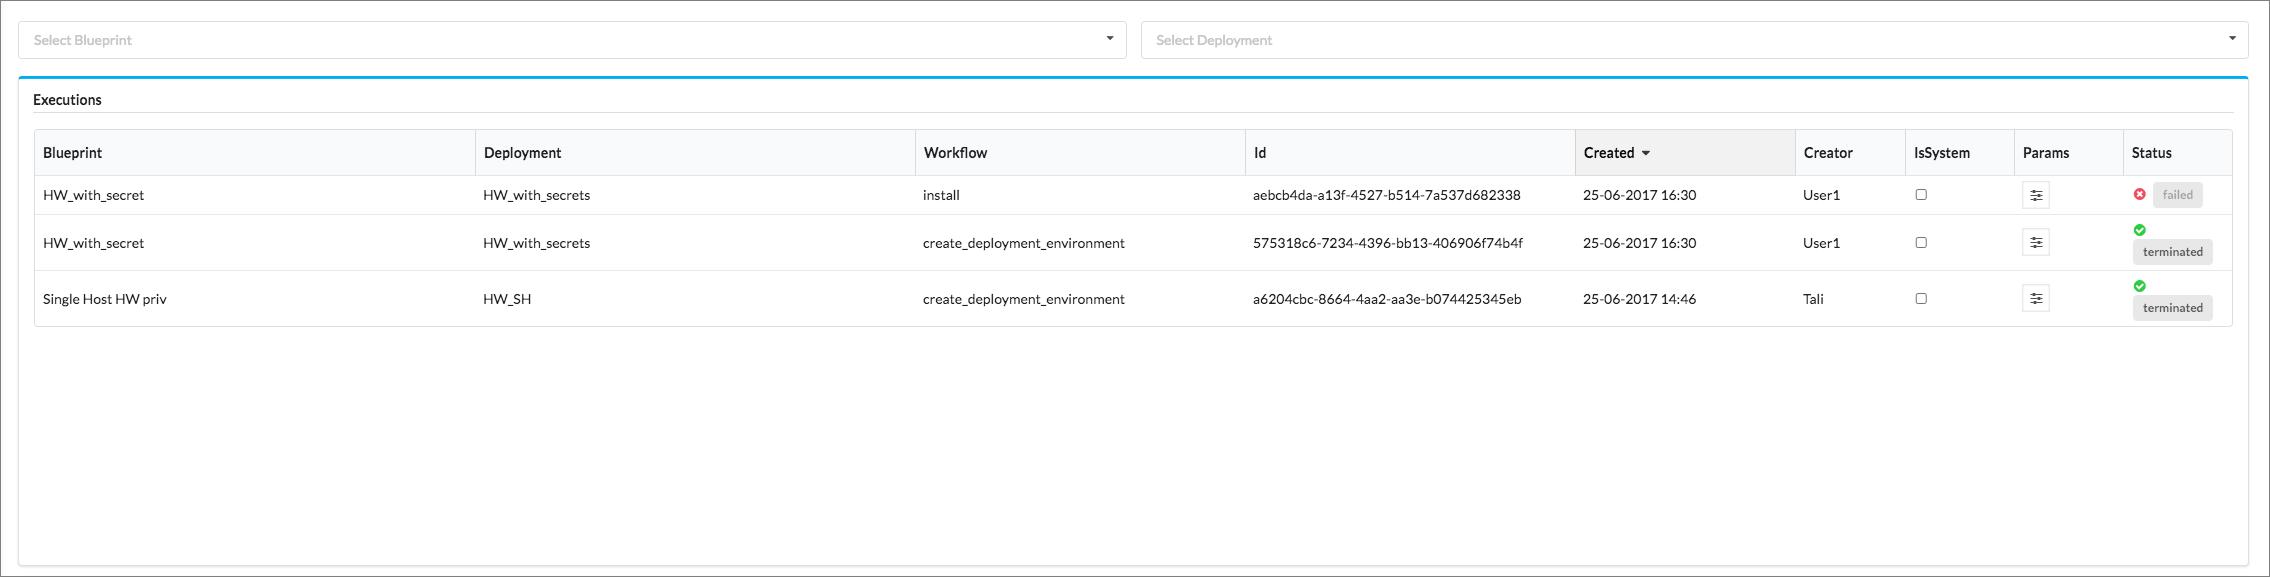 Select Blueprint Select Deployment
Executions
Blueprint Deployment Workflow Id Created Creator IsSystem Params Status
HW_with_secret HW_with_secrets install aebcb4da-a13f-4527-b514-7a537d682338 25-06-2017 16:30 User1 failed
HW_with_secret HW_with_secrets create_deployment_environment 575318c6-7234-4396-bb13-406906f74b4f 25-06-2017 16:30 User1 terminated
Single Host HW priv HW_SH create_deployment_environment a6204cbc-8664-4aa2-aa3e-b074425345eb 25-06-2017 14:46 Tali terminated